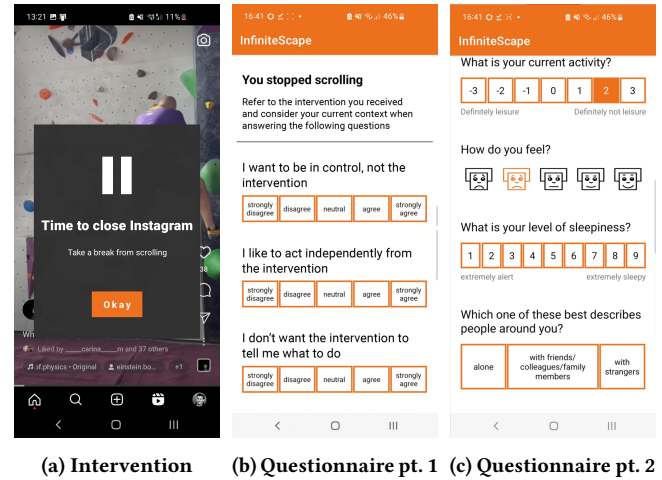 13:21
11%
Time to close Instagram
Take a break from scrolling
Okay
38
Wh
Liked by ____carina____m and 37 others
of.physics • Original
einstein.bo...
+1
(a) Intervention
16:41
46%
InfiniteScape
You stopped scrolling
Refer to the intervention you received
and consider your current context when
answering the following questions
I want to be in control, not the
intervention
strongly disagree
disagree
neutral
agree
strongly agree
I like to act independently from
the intervention
strongly disagree
disagree
neutral
agree
strongly agree
I don't want the intervention to
tell me what to do
strongly disagree
disagree
neutral
agree
strongly agree
(b) Questionnaire pt. 1
16:41
46%
InfiniteScape
What is your current activity?
-3 -2 -1 0 1 2 3
Definitely leisure Definitely not leisure
How do you feel?
What is your level of sleepiness?
1 2 3 4 5 6 7 8 9
extremely alert extremely sleepy
Which one of these best describes
people around you?
alone
with friends/
colleagues/family
members
with
strangers
(c) Questionnaire pt. 2